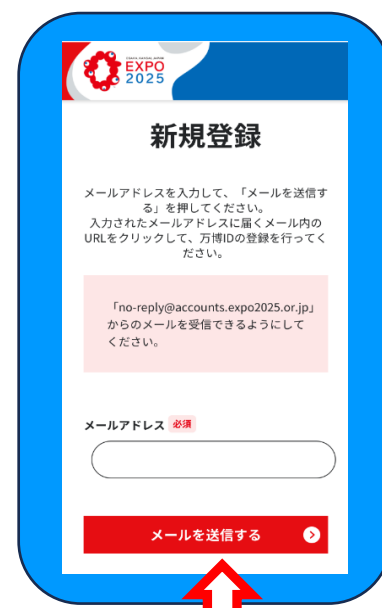 EXPO
2025
新規登録
メールアドレスを入力して、「メールを送信す
る」を押してください。
入力されたメールアドレスに届くメール内の
URLをクリックして、万博IDの登録を行ってく
ださい。
「no-reply@accounts.expo2025.or.jp」
からのメールを受信できるようにして
ください。
メールアドレス 必須
メールを送信する